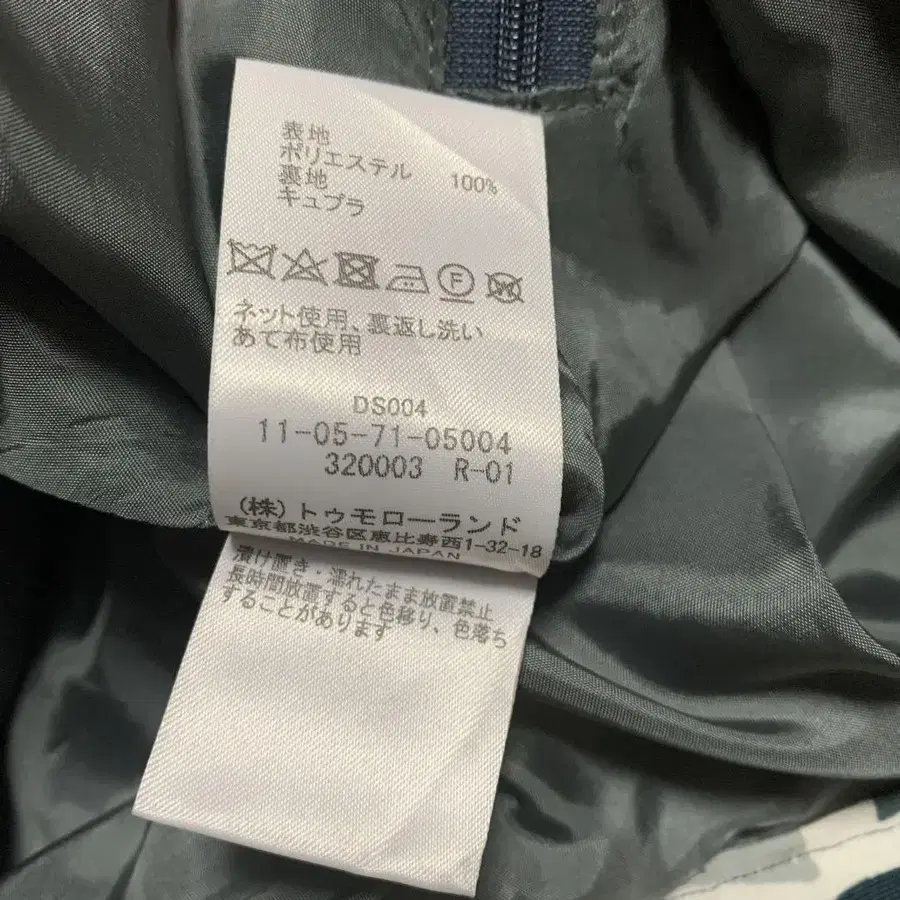 表地
ポリエステル 100%
裏地
キュプラ
F
W
ネット使用、裏返し洗い
あて布使用
DS004
11-05-71-05004
320003 R-01
(株)トゥモローランド
東京都渋谷区恵比寿西1-32-18
MADE IN JAPAN
漬け置き・濡れたまま放置禁止
長時間放置すると色移り、色落ち
することがあります